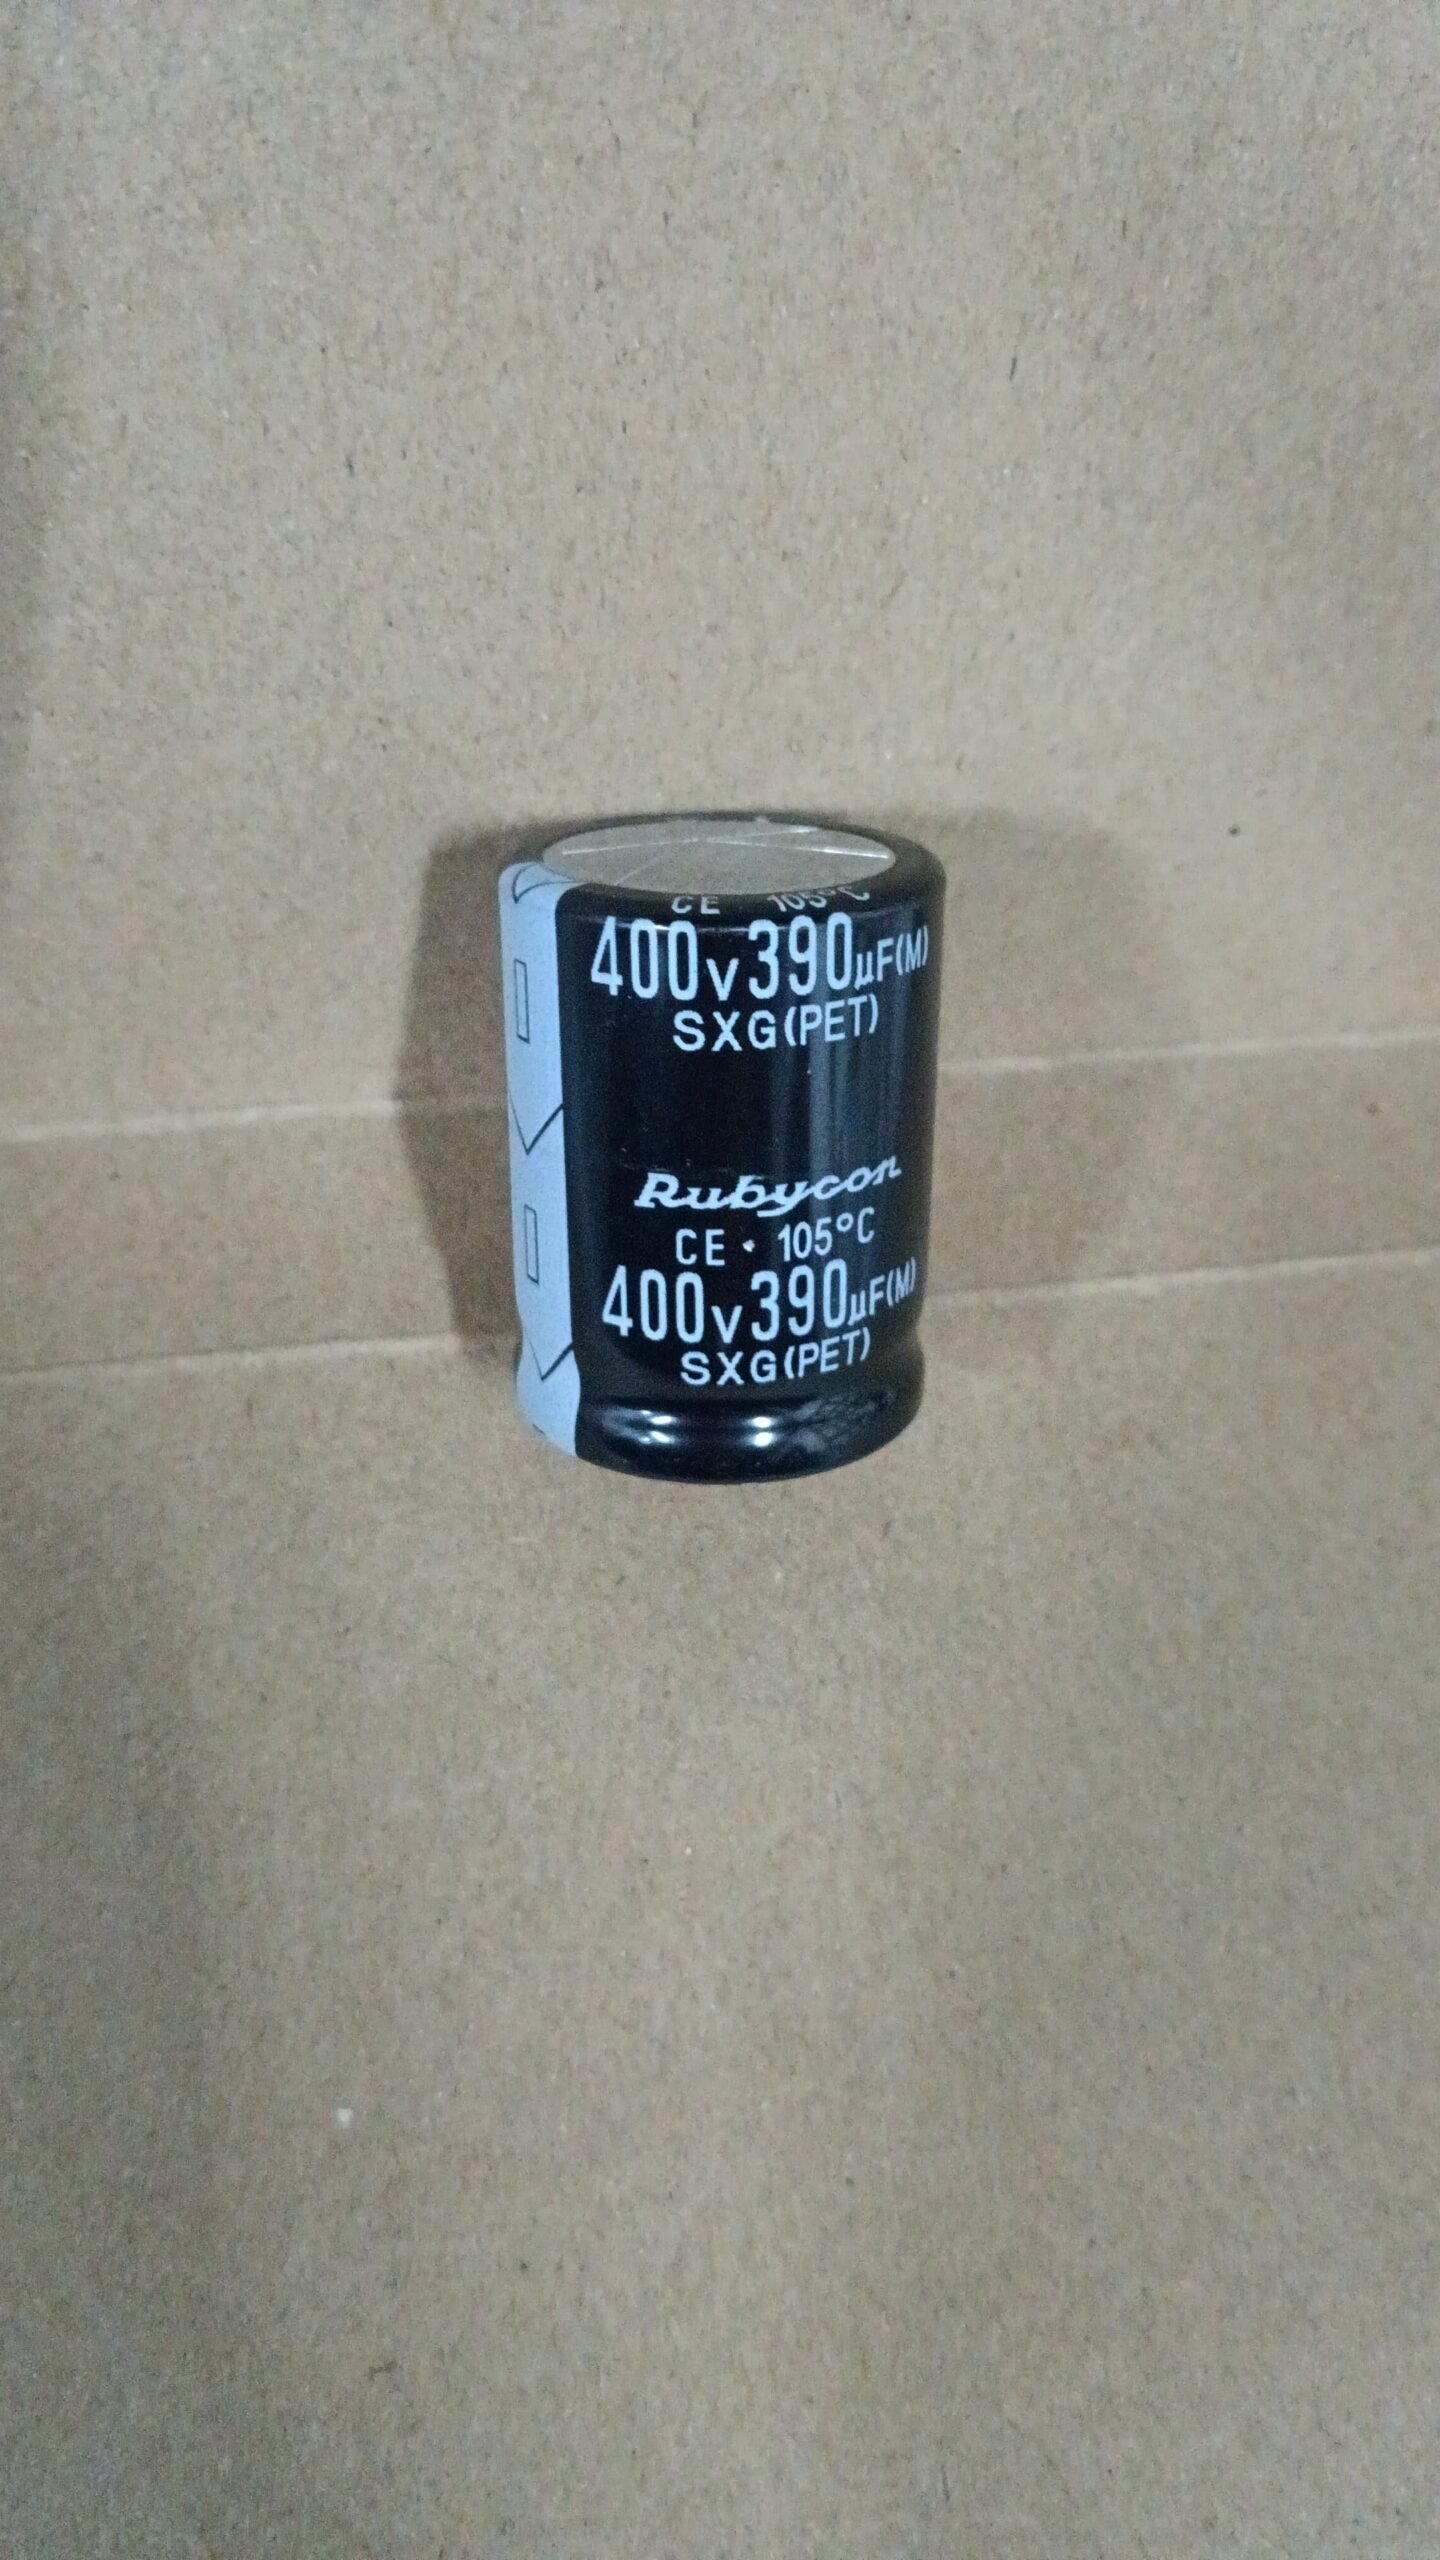 CE 105°C
400V390µF(M)
SXG(PET)
Rubycon
CE · 105°C
400V390µF(M)
SXG(PET)